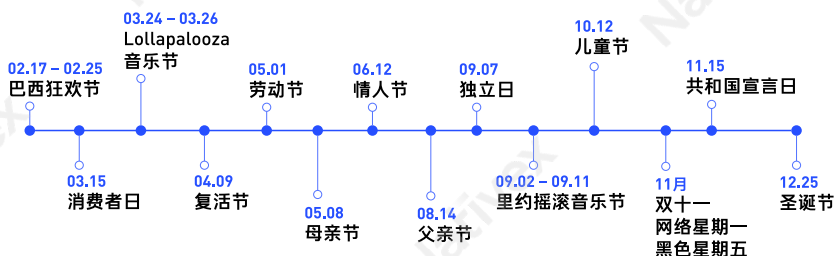 02.17 – 02.25
巴西狂欢节
03.15
消费者日
03.24 – 03.26
Lollapalooza
音乐节
04.09
复活节
05.01
劳动节
05.08
母亲节
06.12
情人节
08.14
父亲节
09.07
独立日
09.02 – 09.11
里约摇滚音乐节
10.12
儿童节
11月
双十一
网络星期一
黑色星期五
11.15
共和国宣言日
12.25
圣诞节
Nativex